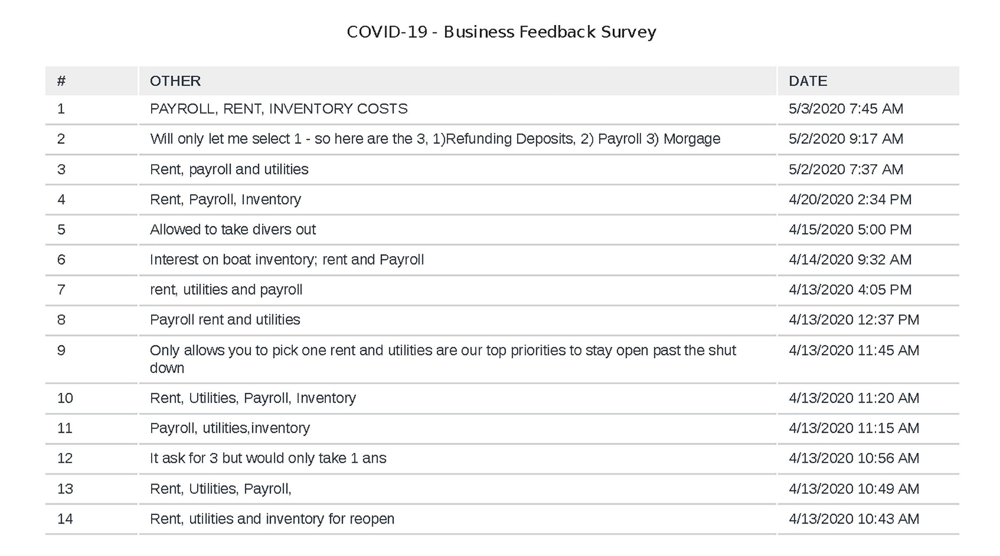 COVID-19 - Business Feedback Survey
# OTHER DATE
1 PAYROLL, RENT, INVENTORY COSTS 5/3/2020 7:45 AM
2 Will only let me select 1 - so here are the 3, 1)Refunding Deposits, 2) Payroll 3) Morgage 5/2/2020 9:17 AM
3 Rent, payroll and utilities 5/2/2020 7:37 AM
4 Rent, Payroll, Inventory 4/20/2020 2:34 PM
5 Allowed to take divers out 4/15/2020 5:00 PM
6 Interest on boat inventory; rent and Payroll 4/14/2020 9:32 AM
7 rent, utilities and payroll 4/13/2020 4:05 PM
8 Payroll rent and utilities 4/13/2020 12:37 PM
9 Only allows you to pick one rent and utilities are our top priorities to stay open past the shut 4/13/2020 11:45 AM
down
10 Rent, Utilities, Payroll, Inventory 4/13/2020 11:20 AM
11 Payroll, utilities,inventory 4/13/2020 11:15 AM
12 It ask for 3 but would only take 1 ans 4/13/2020 10:56 AM
13 Rent, Utilities, Payroll, 4/13/2020 10:49 AM
14 Rent, utilities and inventory for reopen 4/13/2020 10:43 AM